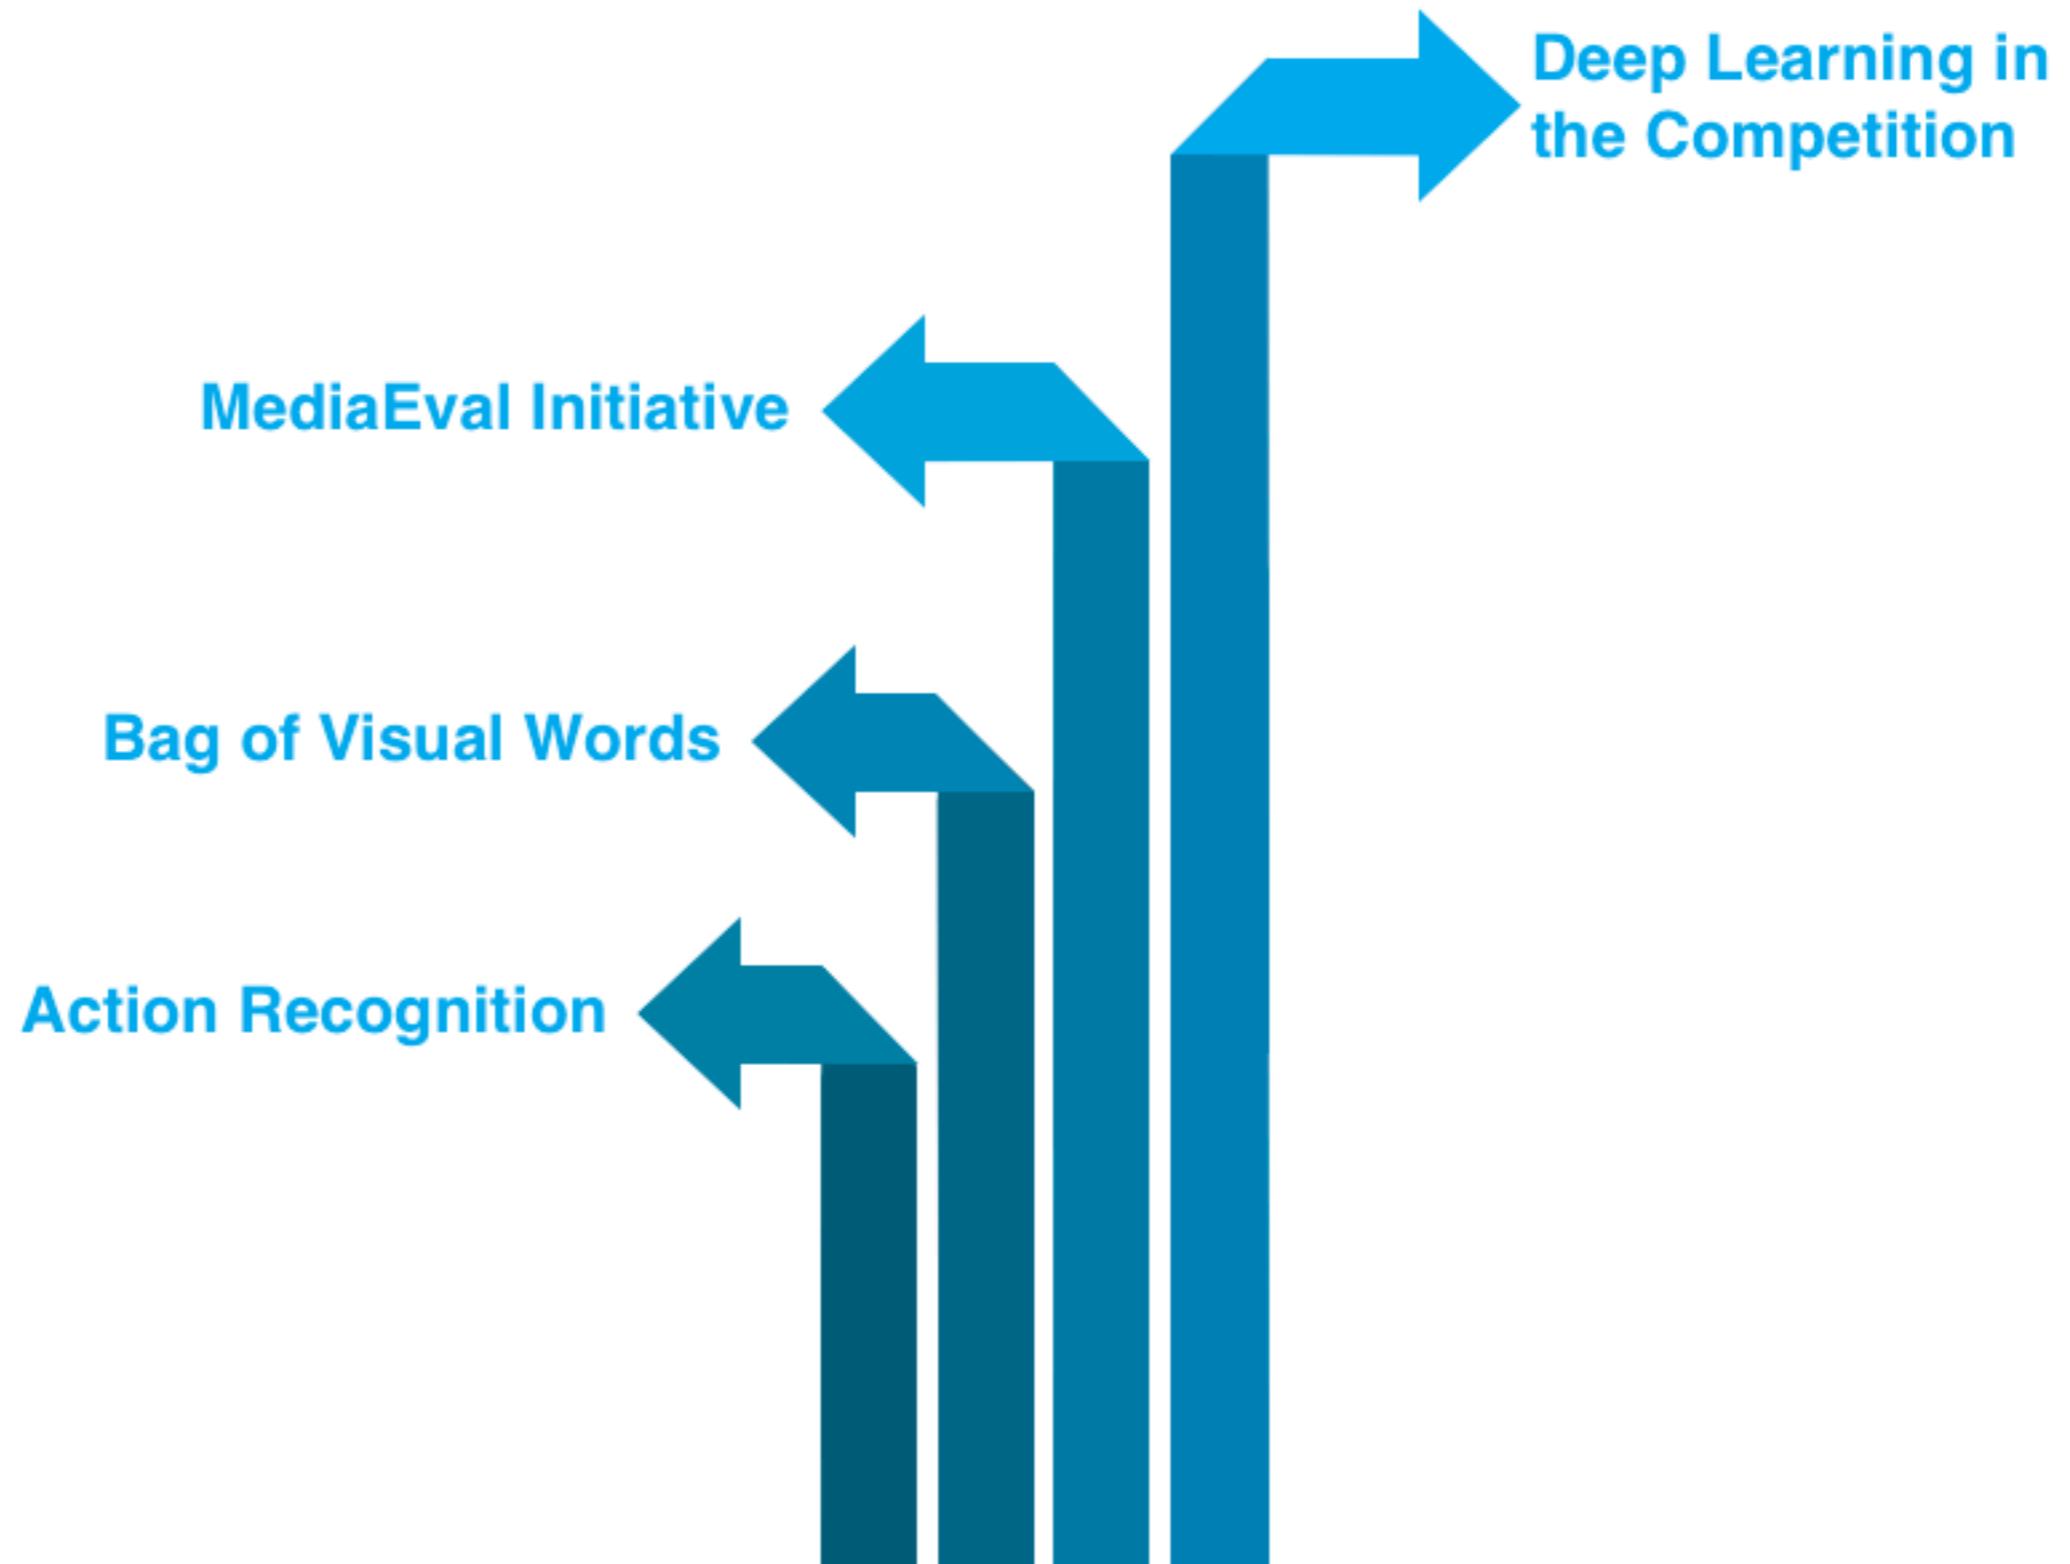 Deep Learning in
the Competition
MediaEval Initiative
Bag of Visual Words
Action Recognition